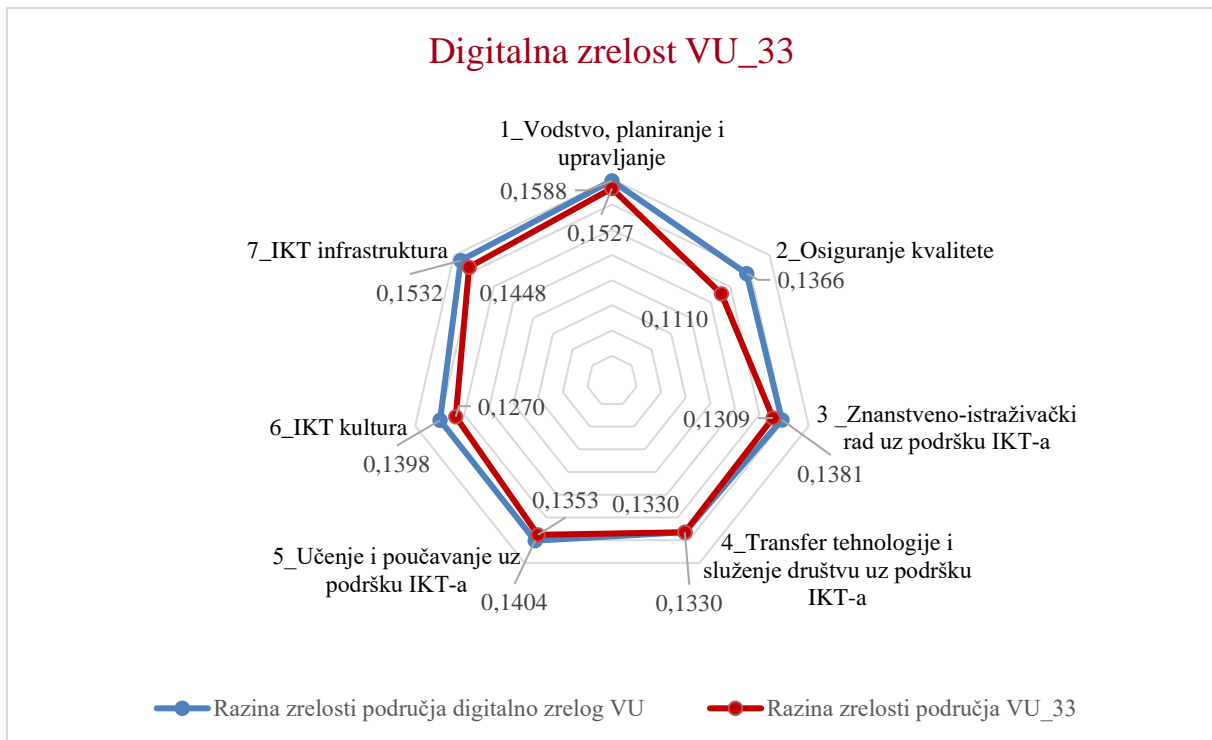 Digitalna zrelost VU_33
1_Vodstvo, planiranje i
upravljanje
0,1588
0,1527
7_IKT infrastruktura
2_Osiguranje kvalitete
0,1366
0,1532
0,1448
0,1110
6_IKT kultura
0,1270
0,1398
0,1309
3 _Znanstveno-istraživački
rad uz podršku IKT-a
0,1381
0,1353
0,1330
5_Učenje i poučavanje uz
podršku IKT-a
0,1404
4_Transfer tehnologije i
služenje društvu uz podršku
IKT-a
0,1330
Razina zrelosti područja digitalno zrelog VU
Razina zrelosti područja VU_33